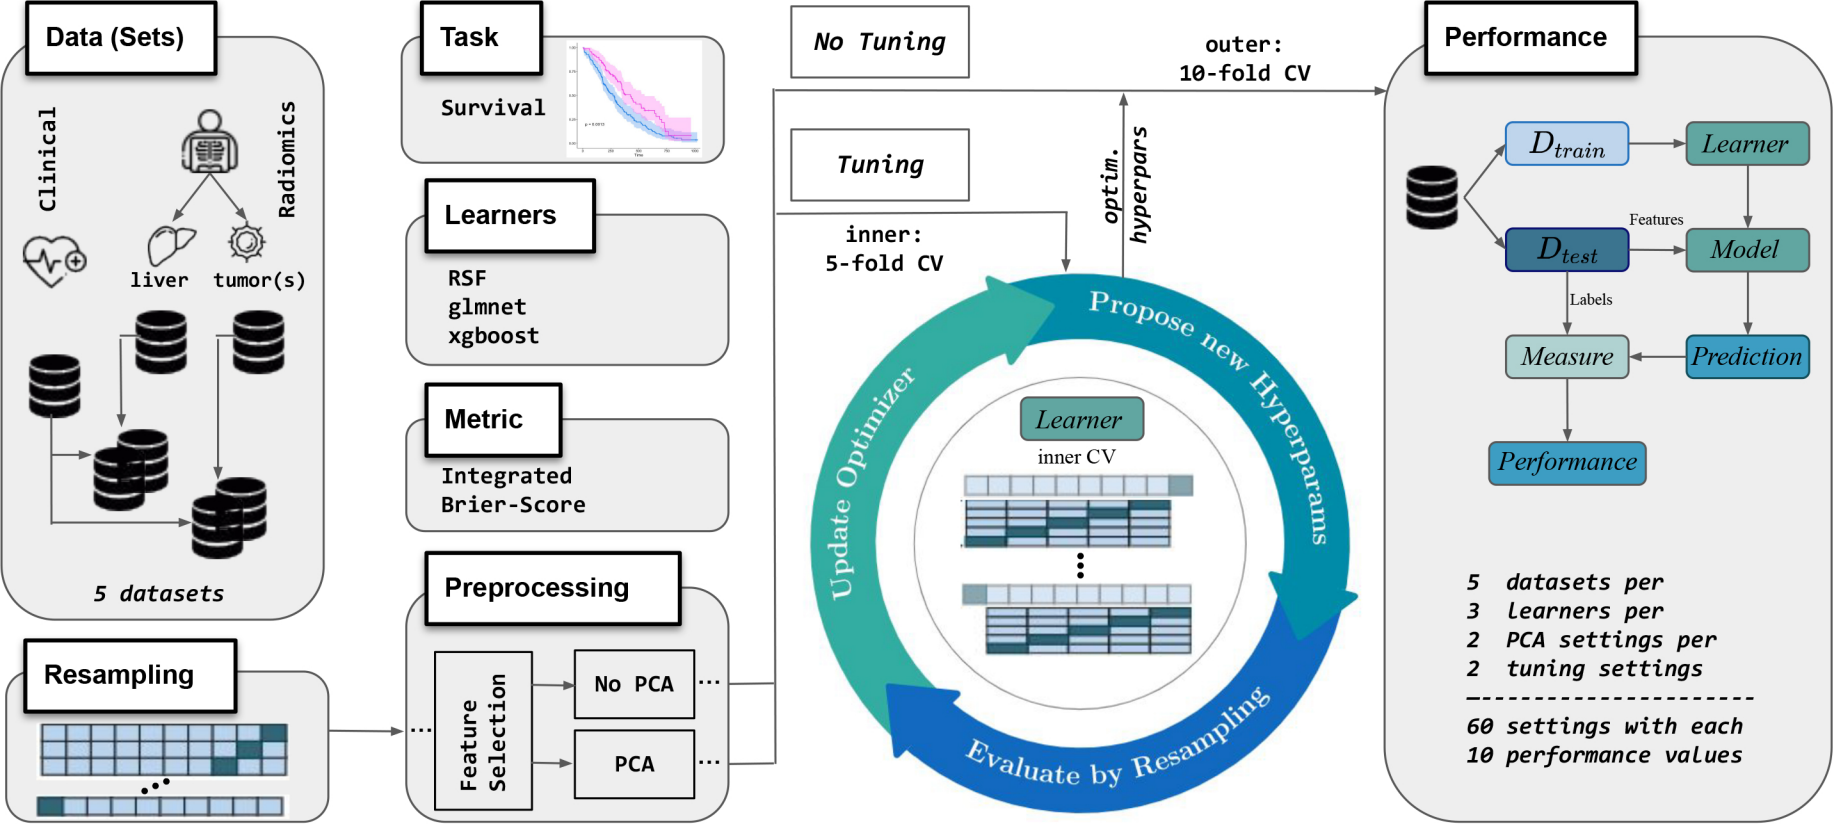 Data (Sets)
Clinical
Radiomics
liver
tumor(s)
5 datasets
Resampling
Task
Survival
p = 0.0013
Time
Learners
RSF
glmnet
xgboost
Metric
Integrated
Brier-Score
Preprocessing
...
Feature
Selection
No PCA
...
PCA
...
No Tuning
outer:
10-fold CV
Tuning
inner:
5-fold CV
optim.
hyperpars
Propose new Hyperparams
Evaluate by Resampling
Update Optimizer
Learner
inner CV
Performance
Dtrain
Learner
Features
Dtest
Model
Labels
Measure
Prediction
Performance
5 datasets per
3 learners per
2 PCA settings per
2 tuning settings
----------------------
60 settings with each
10 performance values